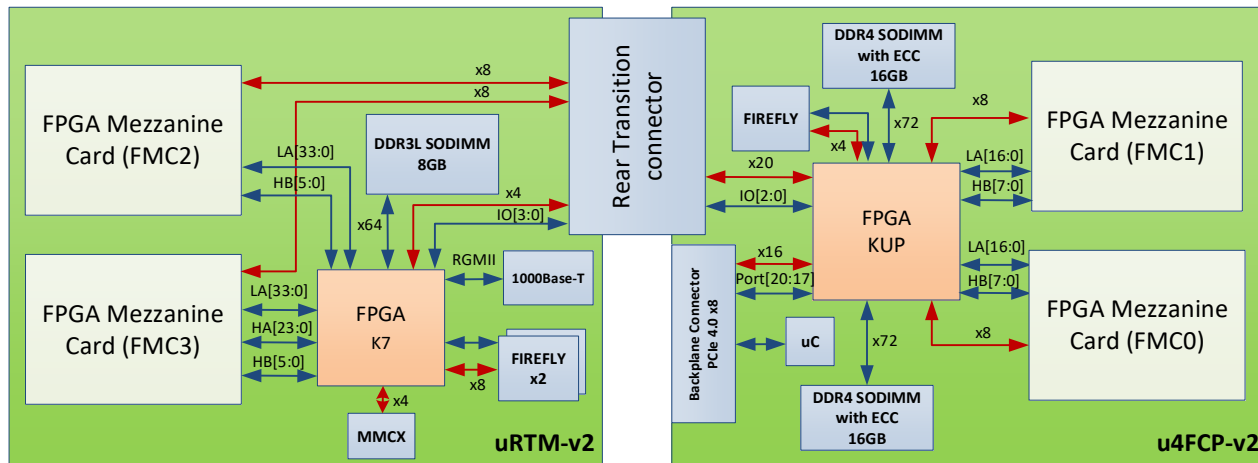 FPGA Mezzanine
Card (FMC2)
x8
x8
LA[33:0]
HB[5:0]
DDR3L SODIMM
8GB
x64
x4
IO[3:0]
RGMII
1000Base-T
FPGA Mezzanine
Card (FMC3)
LA[33:0]
HA[23:0]
HB[5:0]
FPGA
K7
FIREFLY
x2
x8
x4
MMCX
uRTM-v2
Rear Transition
connector
DDR4 SODIMM
with ECC
16GB
FIREFLY
x4
x72
x8
FPGA Mezzanine
Card (FMC1)
LA[16:0]
HB[7:0]
x20
IO[2:0]
FPGA
KUP
x16
Port[20:17]
Backplane Connector
PCIe 4.0 x8
uC
LA[16:0]
HB[7:0]
x8
FPGA Mezzanine
Card (FMC0)
x72
DDR4 SODIMM
with ECC
16GB
u4FCP-v2